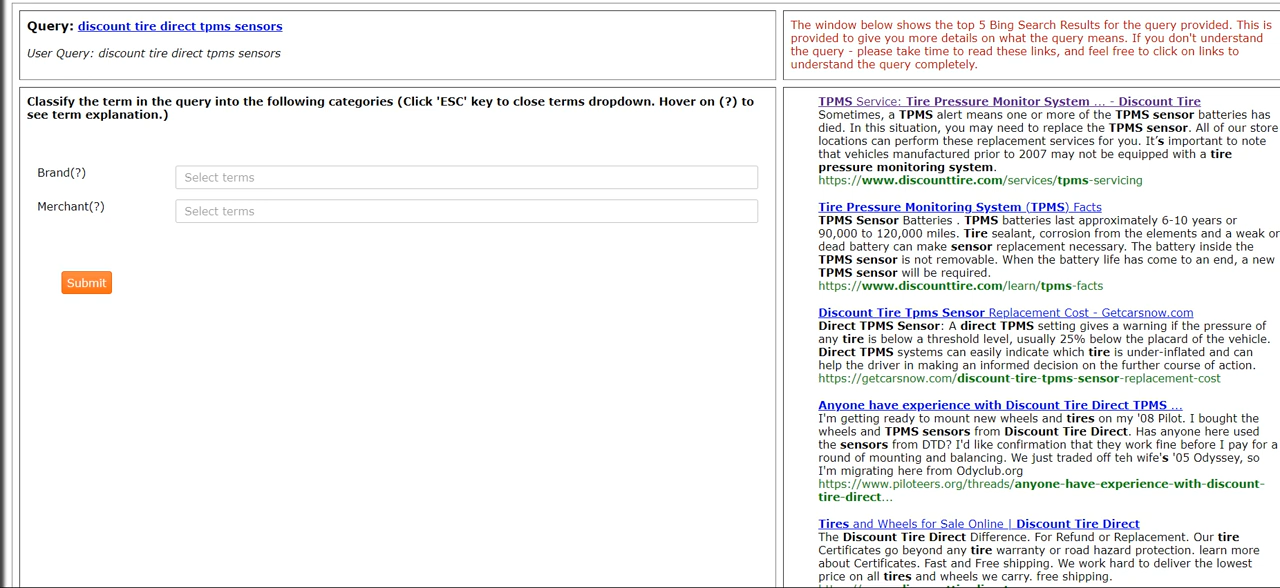 Query: discount tire direct tpms sensors
User Query: discount tire direct tpms sensors
The window below shows the top 5 Bing Search Results for the query provided. This is
provided to give you more details on what the query means. If you don't understand
the query - please take time to read these links, and feel free to click on links to
understand the query completely.
Classify the term in the query into the following categories (Click 'ESC' key to close terms dropdown. Hover on (?) to
see term explanation.)
Brand(?)
Select terms
Merchant(?)
Select terms
Submit
TPMS Service: Tire Pressure Monitor System ... - Discount Tire
Sometimes, a TPMS alert means one or more of the TPMS sensor batteries has
died. In this situation, you may need to replace the TPMS sensor. All of our store
locations can perform these replacement services for you. It's important to note
that vehicles manufactured prior to 2007 may not be equipped with a tire
pressure monitoring system.
https://www.discounttire.com/services/tpms-servicing
Tire Pressure Monitoring System (TPMS) Facts
TPMS Sensor Batteries . TPMS batteries last approximately 6-10 years or
90,000 to 120,000 miles. Tire sealant, corrosion from the elements and a weak or
dead battery can make sensor replacement necessary. The battery inside the
TPMS sensor is not removable. When the battery life has come to an end, a new
TPMS sensor will be required.
https://www.discounttire.com/learn/tpms-facts
Discount Tire Tpms Sensor Replacement Cost - Getcarsnow.com
Direct TPMS Sensor: A direct TPMS setting gives a warning if the pressure of
any tire is below a threshold level, usually 25% below the placard of the vehicle.
Direct TPMS systems can easily indicate which tire is under-inflated and can
help the driver in making an informed decision on the further course of action.
https://getcarsnow.com/discount-tire-tpms-sensor-replacement-cost
Anyone have experience with Discount Tire Direct TPMS ...
I'm getting ready to mount new wheels and tires on my '08 Pilot. I bought the
wheels and TPMS sensors from Discount Tire Direct. Has anyone here used
the sensors from DTD? I'd like confirmation that they work fine before I pay for a
round of mounting and balancing. We just traded off teh wife's '05 Odyssey, so
I'm migrating here from Odyclub.org
https://www.piloteers.org/threads/anyone-have-experience-with-discount-
tire-direct...
Tires and Wheels for Sale Online | Discount Tire Direct
The Discount Tire Direct Difference. For Refund or Replacement. Our tire
Certificates go beyond any tire warranty or road hazard protection. learn more
about Certificates. Fast and Free shipping. We work hard to deliver the lowest
price on all tires and wheels we carry. free shipping.